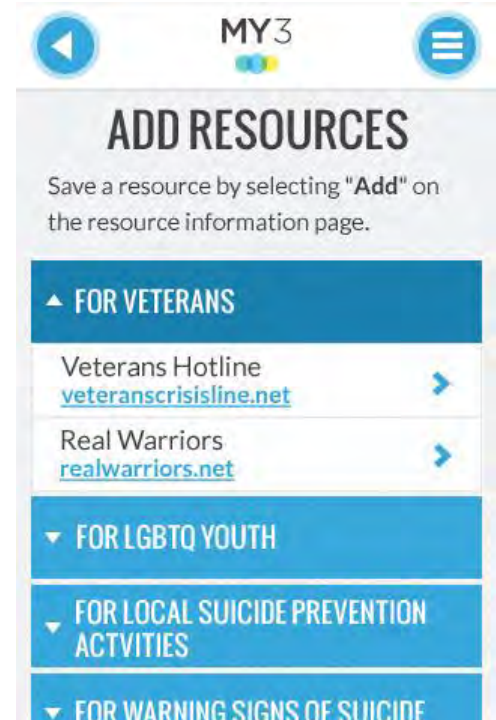 MY3
ADD RESOURCES
Save a resource by selecting "Add" on
the resource information page.
FOR VETERANS
Veterans Hotline
veteranscrisisline.net
Real Warriors
realwarriors.net
FOR LGBTQ YOUTH
FOR LOCAL SUICIDE PREVENTION
ACTVITIES
FOR WARNING SIGNS OF SUICIDE